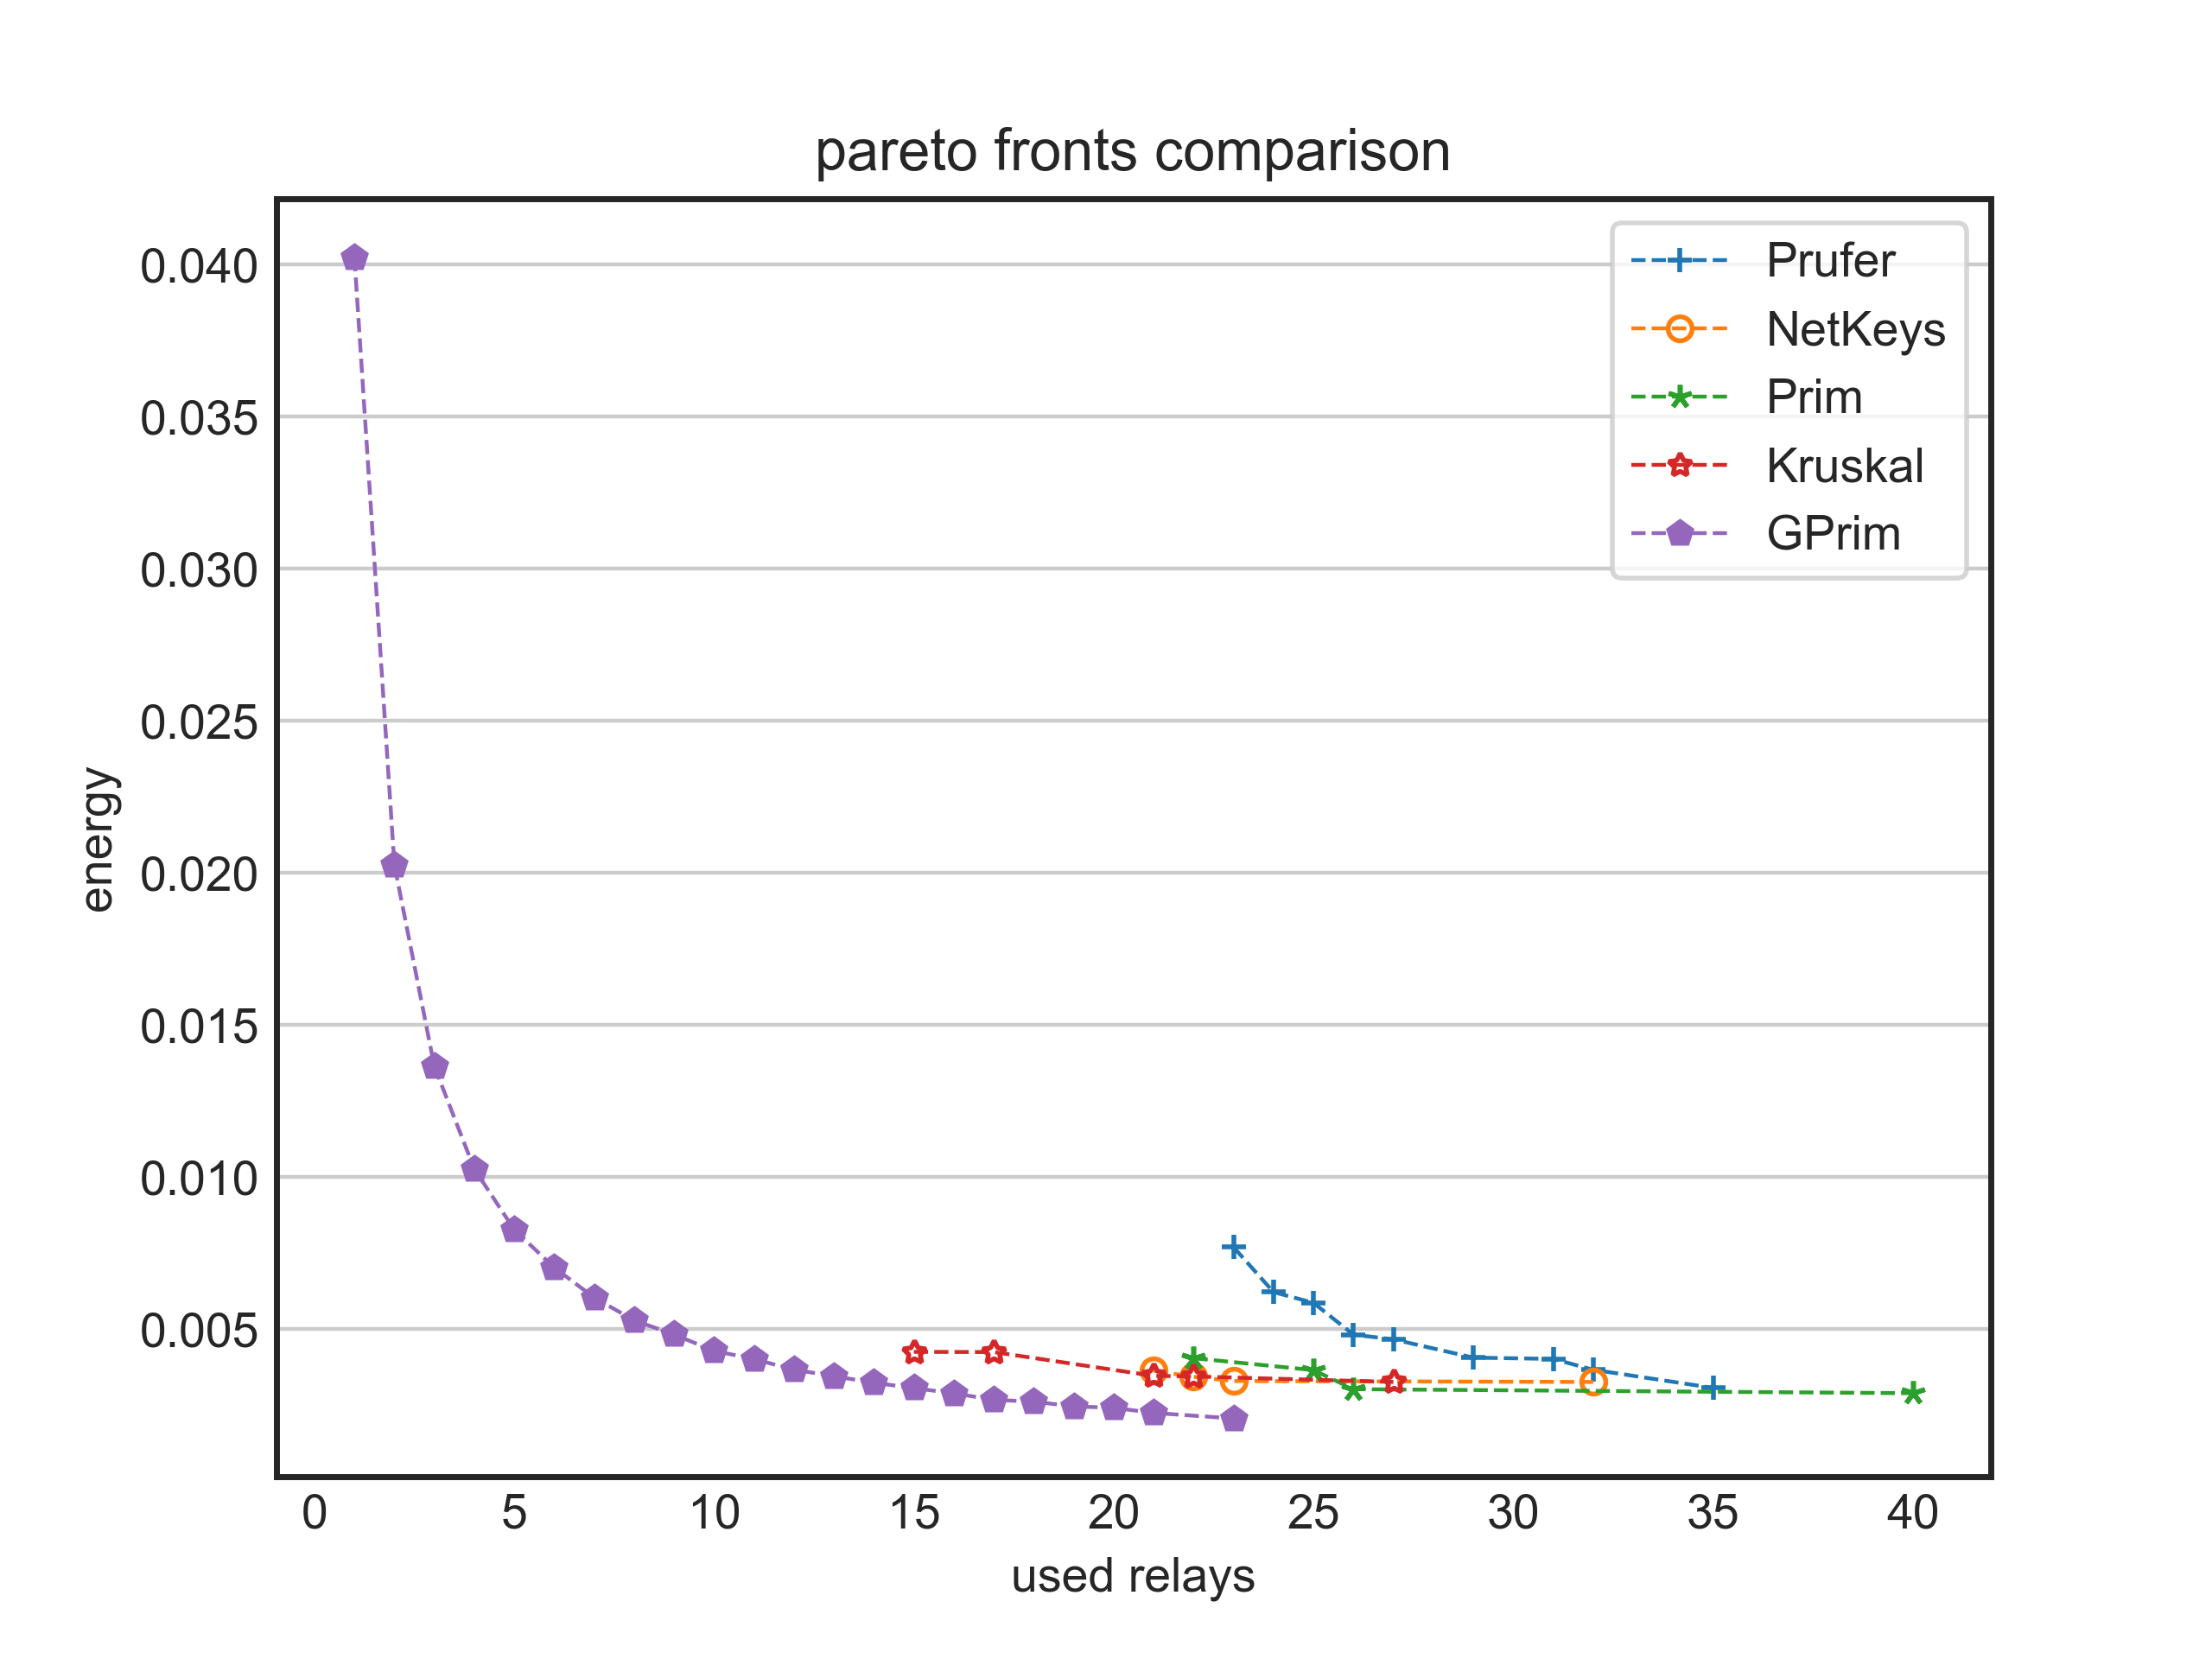 pareto fronts comparison
Prufer
NetKeys
Prim
Kruskal
GPrim
energy
0.040
0.035
0.030
0.025
0.020
0.015
0.010
0.005
0 5 10 15 20 25 30 35 40
used relays